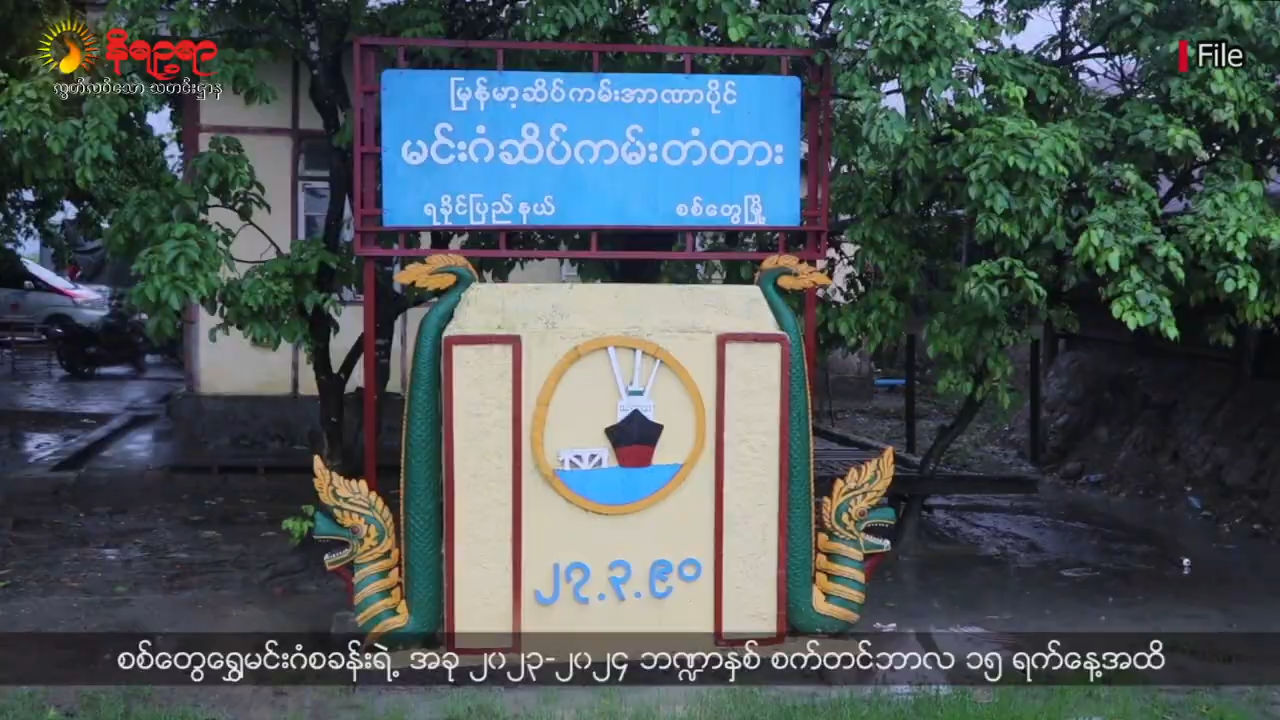 နိရဥ္စရာ
လွတ်လပ်သော သတင်းဌာန
File
မြန်မာ့ဆိပ်ကမ်းအာဏာပိုင်
မင်းဂံဆိပ်ကမ်းတံတား
ရခိုင်ပြည်နယ် စစ်တွေမြို့
၂၇.၃.၉၀
စစ်တွေရွှေမင်းဂံစခန်းရဲ့ အခု ၂၀၂၃-၂၀၂၄ ဘဏ္ဍာနှစ် စက်တင်ဘာလ ၁၅ ရက်နေ့အထိ